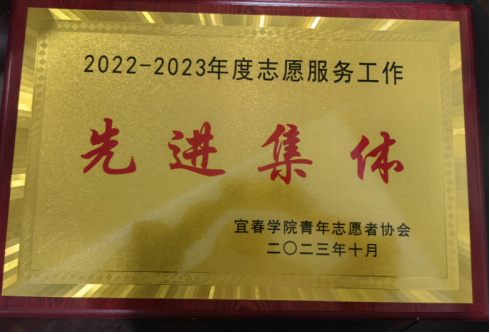 2022-2023年度志愿服务工作
先进集体
宜春学院青年志愿者协会
二〇二三年十月